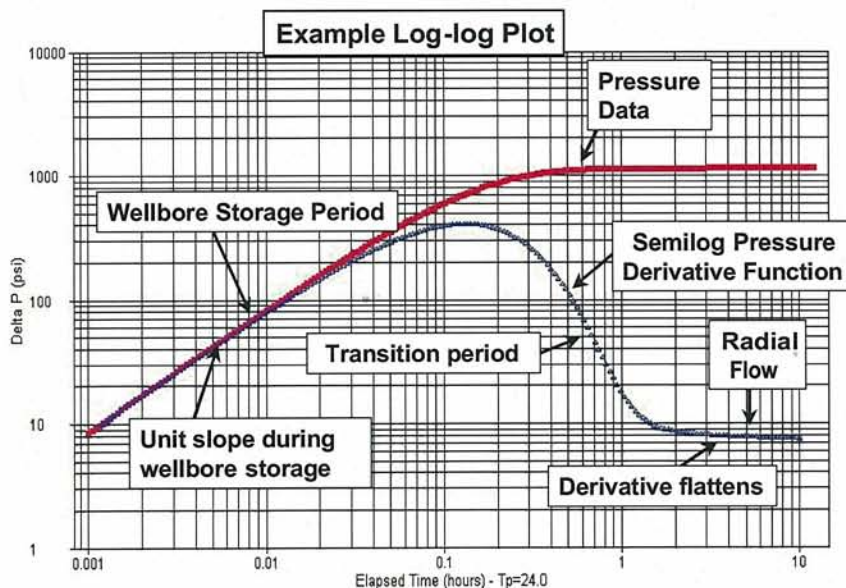 Example Log-log Plot
10000
Pressure
Data
1000
Wellbore Storage Period
Semilog Pressure
Derivative Function
Delta P (psi)
100
Transition period
Radial
Flow
10
Unit slope during
wellbore storage
Derivative flattens
1
0.001
0.01
0.1
1
10
Elapsed Time (hours) - Tp=24.0